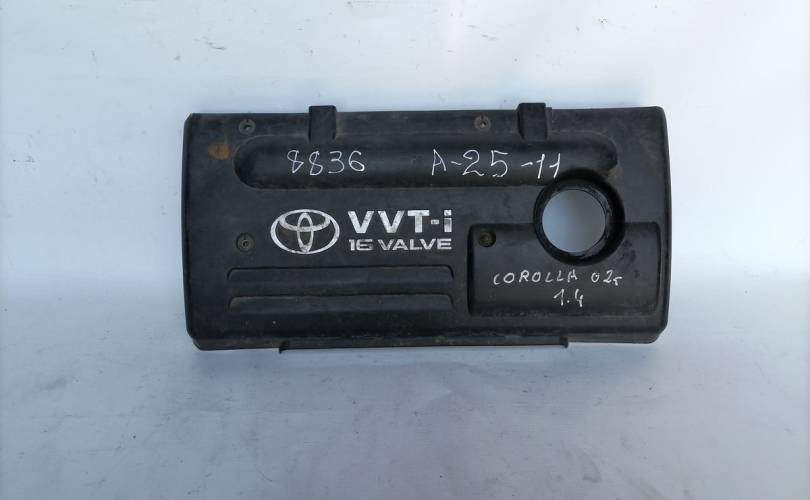 8836 A-25-11
VVT-i
16 VALVE
COROLLA 02г
1.4